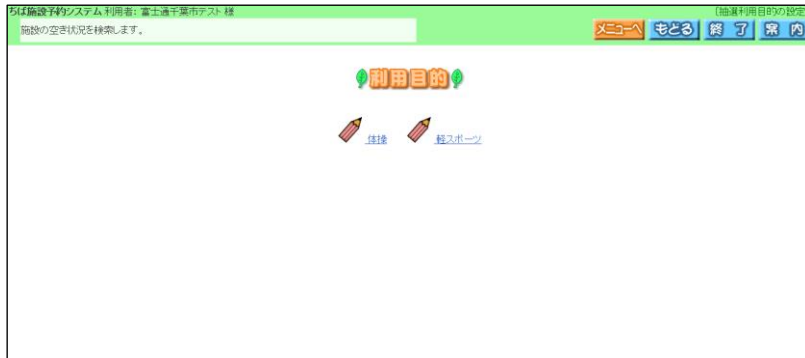 ちば施設予約システム 利用者：富士通千葉市テスト 様 [抽選利用目的の設定
施設の空き状況を検索します。 メニューへ もどる 終 了 案 内
利用目的
体操 軽スポーツ